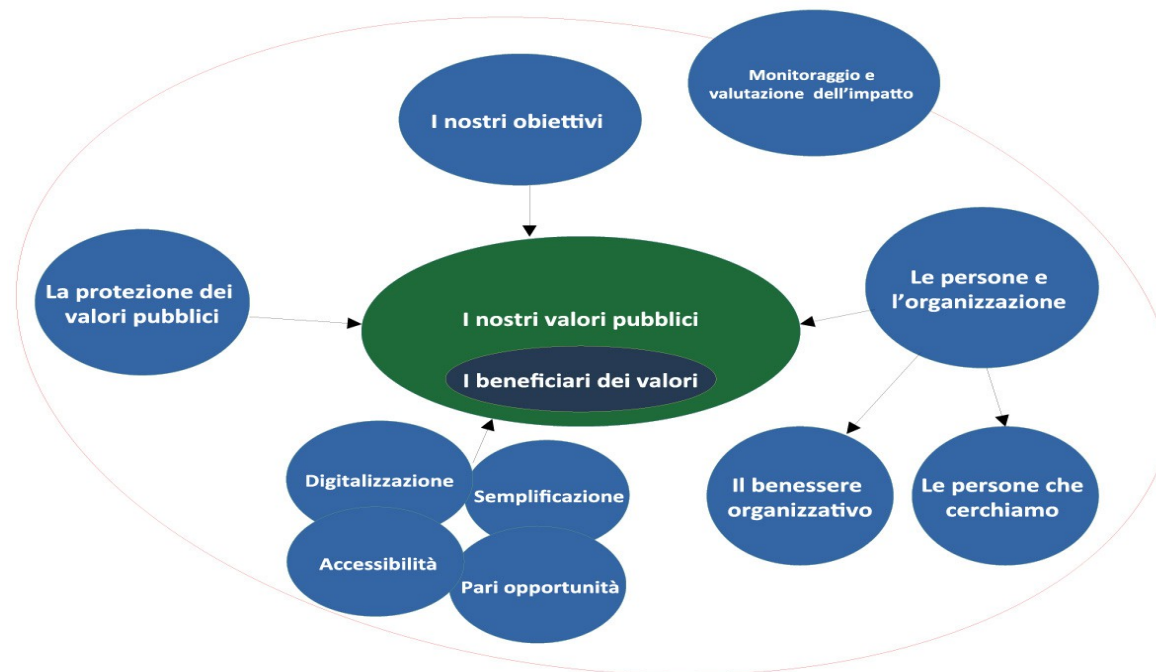 Monitoraggio e
valutazione dell'impatto
I nostri obiettivi
La protezione dei
valori pubblici
Le persone e
l'organizzazione
I nostri valori pubblici
I beneficiari dei valori
Digitalizzazione
Semplificazione
Accessibilità
Pari opportunità
Il benessere
organizzativo
Le persone che
cerchiamo